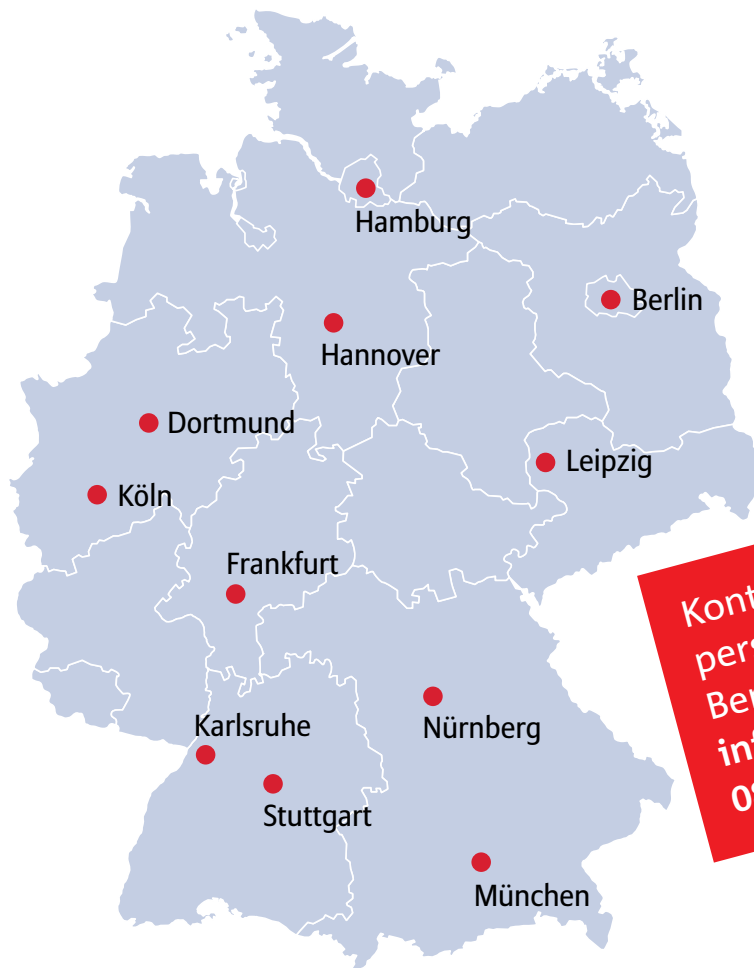 Hamburg
Berlin
Hannover
Dortmund
Leipzig
Köln
Frankfurt
Karlsruhe
Nürnberg
Stuttgart
München